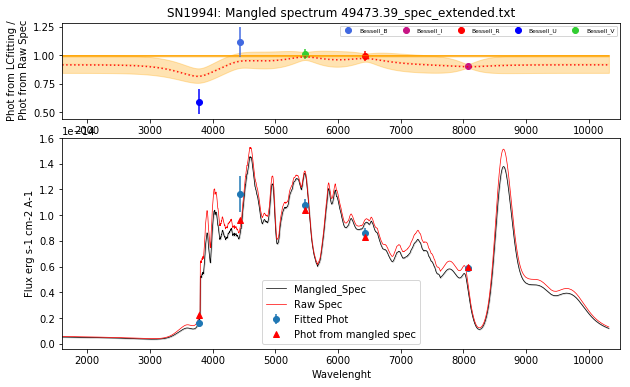 SN1994I: Mangled spectrum 49473.39_spec_extended.txt
Phot from LCfitting /
Phot from Raw Spec
1.25
1.00
0.75
0.50
Bessell_B
Bessell_I
Bessell_R
Bessell_U
Bessell_V
2000 3000 4000 5000 6000 7000 8000 9000 10000
1e−14
Flux erg s-1 cm-2 A-1
1.6
1.4
1.2
1.0
0.8
0.6
0.4
0.2
0.0
Mangled_Spec
Raw Spec
Fitted Phot
Phot from mangled spec
2000 3000 4000 5000 6000 7000 8000 9000 10000
Wavelenght